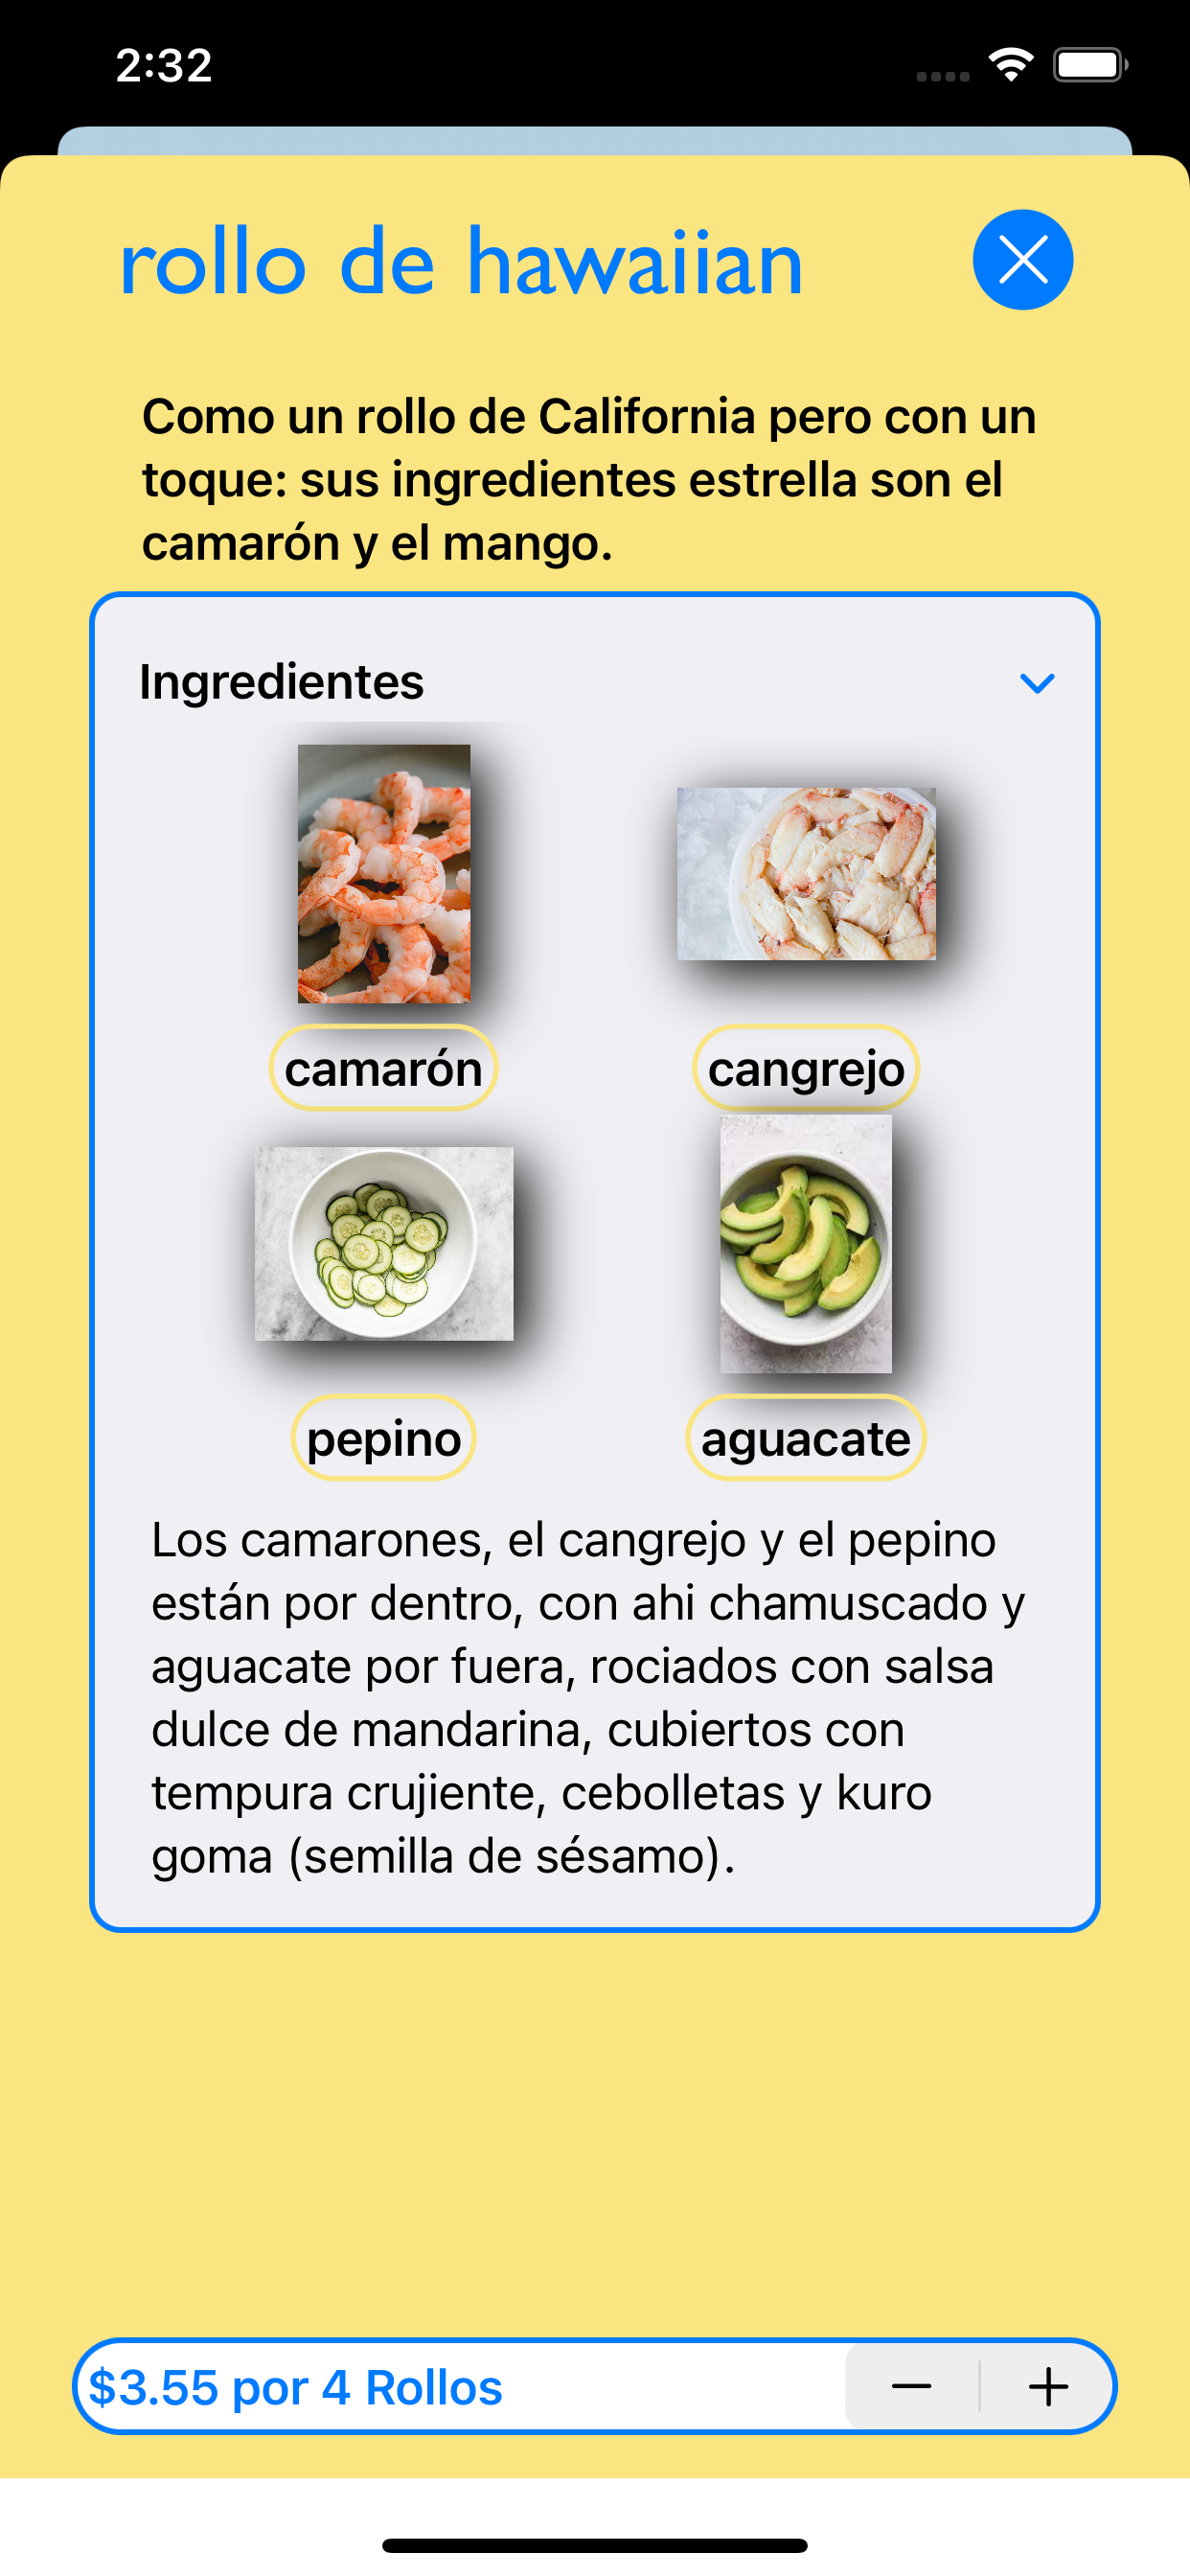 2:32
rollo de hawaiian
Como un rollo de California pero con un
toque: sus ingredientes estrella son el
camarón y el mango.
Ingredientes
camarón
cangrejo
pepino
aguacate
Los camarones, el cangrejo y el pepino
están por dentro, con ahi chamuscado y
aguacate por fuera, rociados con salsa
dulce de mandarina, cubiertos con
tempura crujiente, cebolletas y kuro
goma (semilla de sésamo).
$3.55 por 4 Rollos